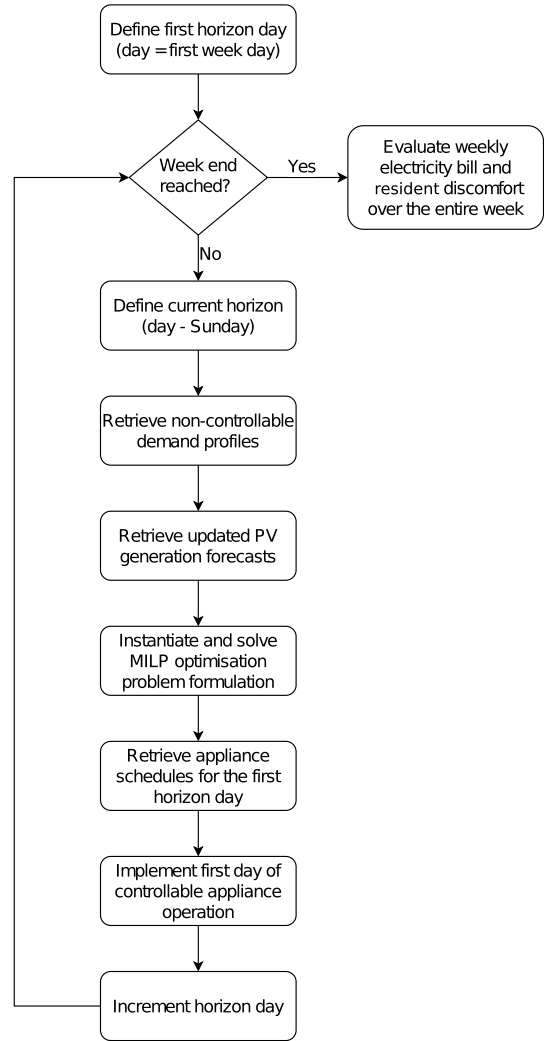 Define first horizon day
(day = first week day)
Week end
reached?
Yes
Evaluate weekly
electricity bill and
resident discomfort
over the entire week
No
Define current horizon
(day - Sunday)
Retrieve non-controllable
demand profiles
Retrieve updated PV
generation forecasts
Instantiate and solve
MILP optimisation
problem formulation
Retrieve appliance
schedules for the first
horizon day
Implement first day of
controllable appliance
operation
Increment horizon day